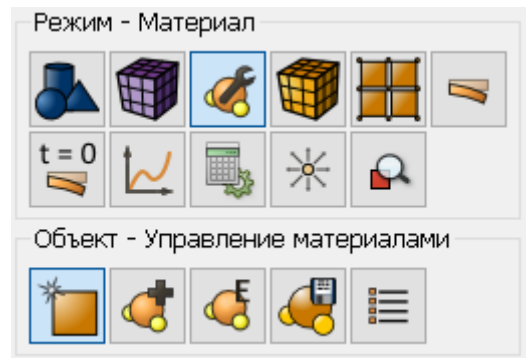 Режим - Материал
t = 0
Объект - Управление материалами
E